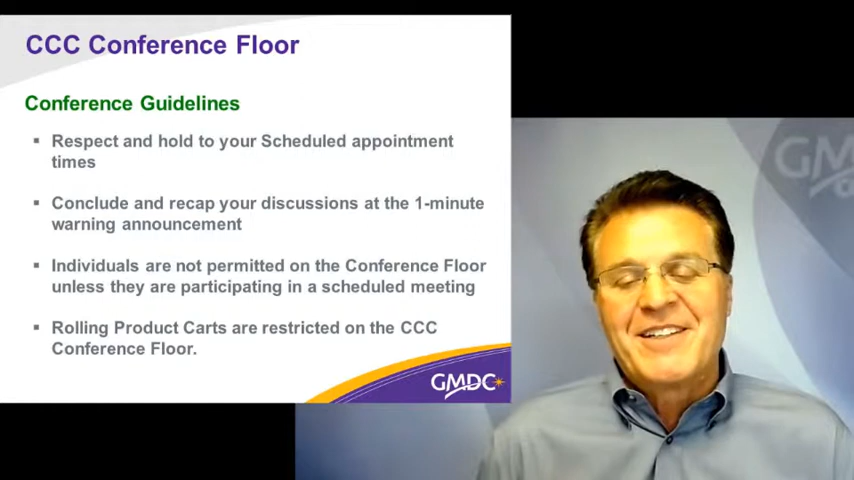 CCC Conference Floor
Conference Guidelines
▪ Respect and hold to your Scheduled appointment
times
▪ Conclude and recap your discussions at the 1-minute
warning announcement
▪ Individuals are not permitted on the Conference Floor
unless they are participating in a scheduled meeting
▪ Rolling Product Carts are restricted on the CCC
Conference Floor.
GMDC